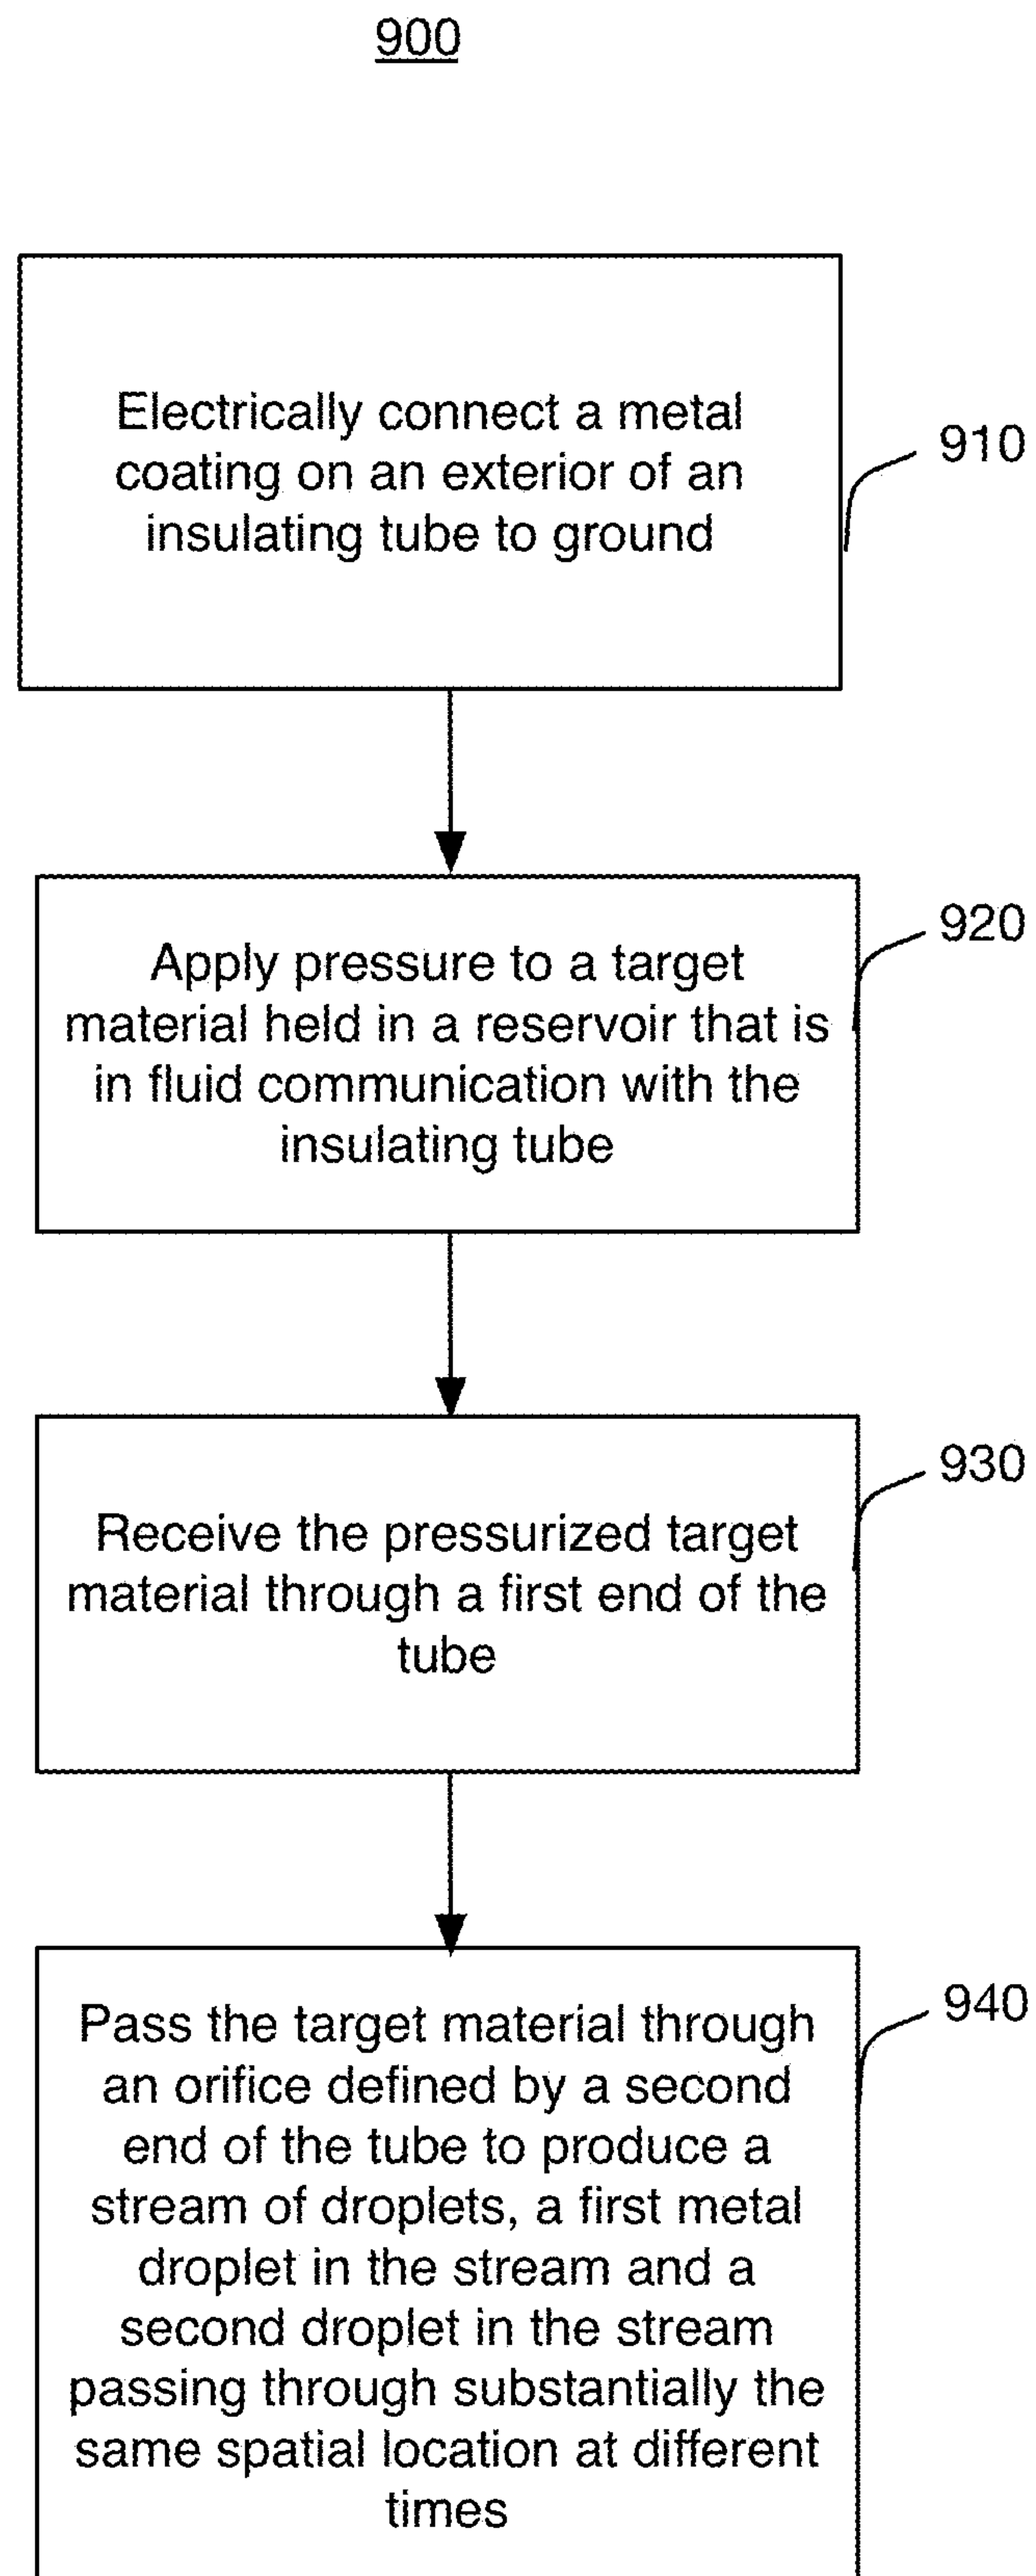 900
Electrically connect a metal
coating on an exterior of an
insulating tube to ground
910
Apply pressure to a target
material held in a reservoir that is
in fluid communication with the
insulating tube
920
Receive the pressurized target
material through a first end of the
tube
930
Pass the target material through
an orifice defined by a second
end of the tube to produce a
stream of droplets, a first metal
droplet in the stream and a
second droplet in the stream
passing through substantially the
same spatial location at different
times
940